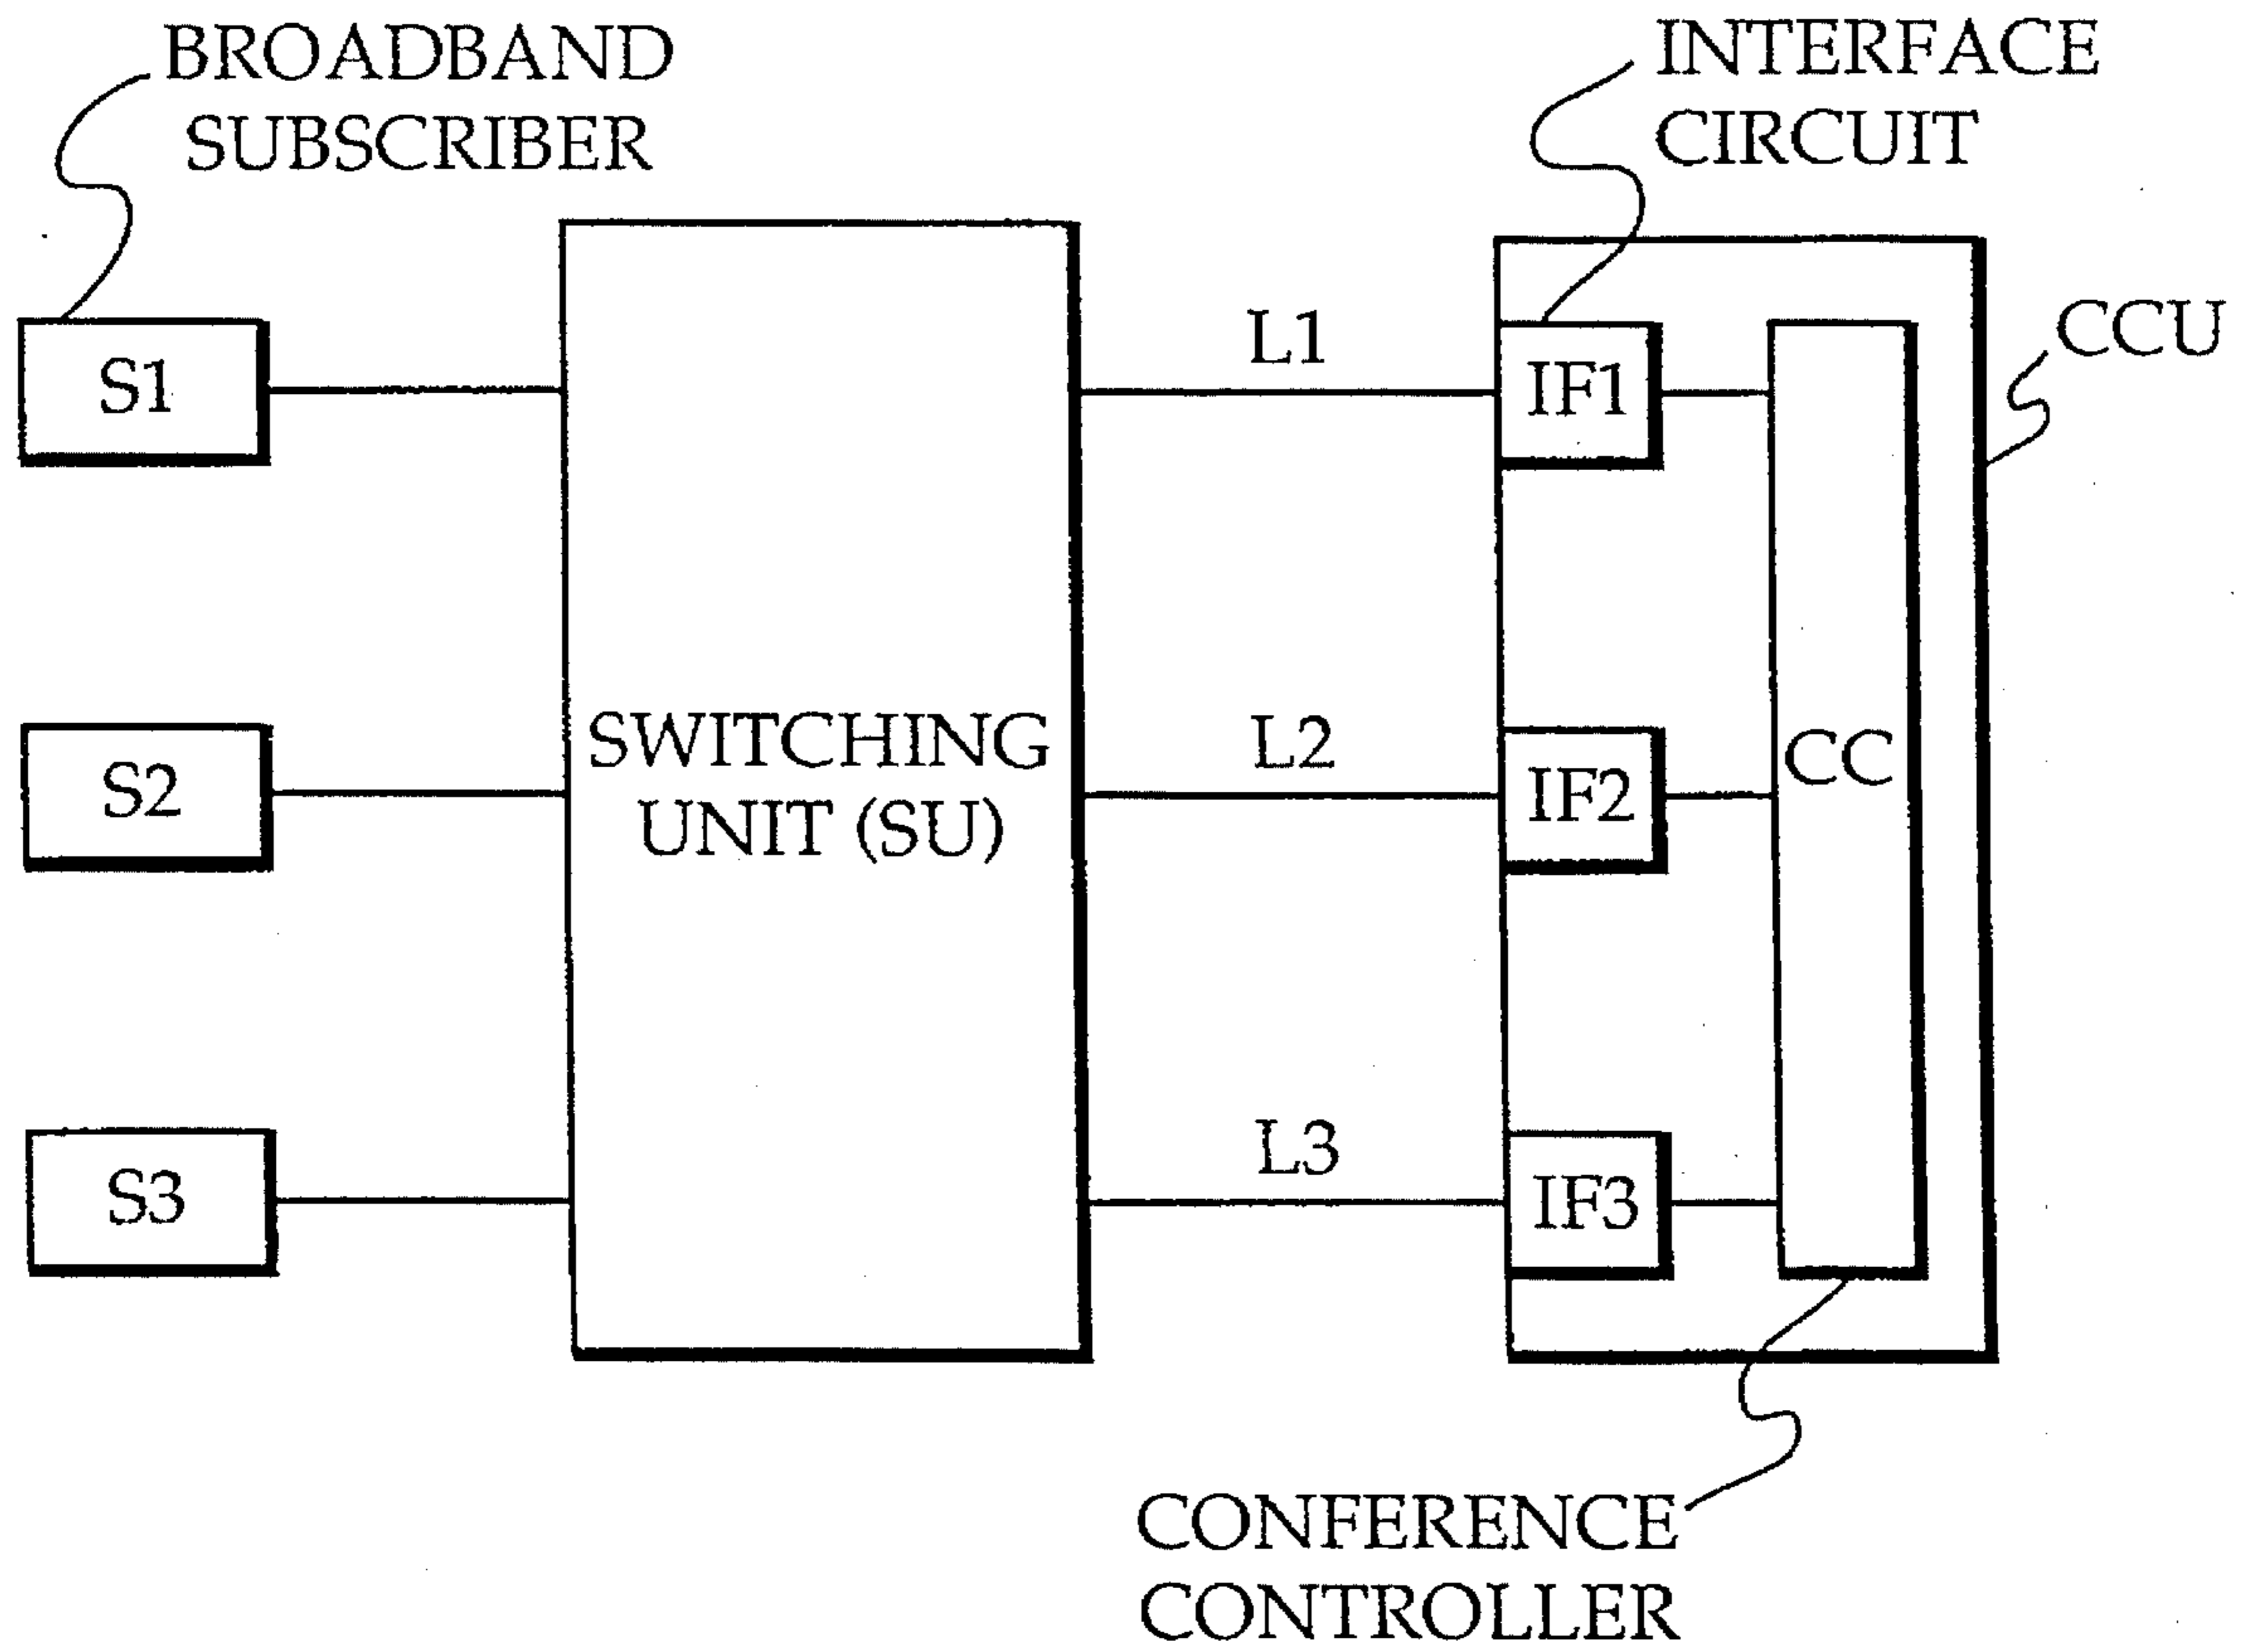 BROADBAND
SUBSCRIBER
INTERFACE
CIRCUIT
CCU
L1
S1
IF1
SWITCHING
UNIT (SU)
L2
CC
S2
IF2
L3
S3
IF3
CONFERENCE
CONTROLLER